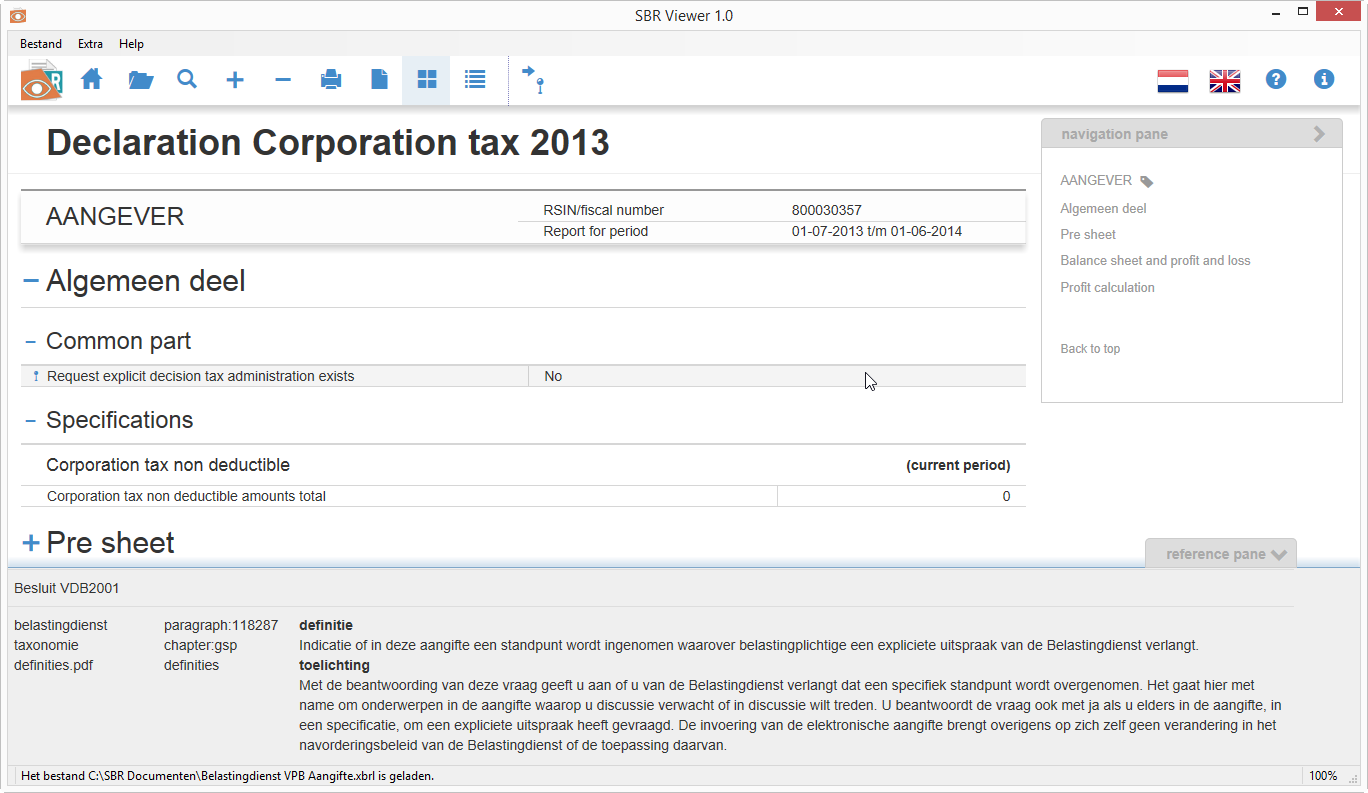 SBR Viewer 1.0
Bestand Extra Help
R
Declaration Corporation tax 2013
AANGEVER
RSIN/fiscal number 800030357
Report for period 01-07-2013 t/m 01-06-2014
Algemeen deel
Common part
Request explicit decision tax administration exists No
Specifications
Corporation tax non deductible (current period)
Corporation tax non deductible amounts total 0
Pre sheet
navigation pane
AANGEVER
Algemeen deel
Pre sheet
Balance sheet and profit and loss
Profit calculation
Back to top
reference pane
Besluit VDB2001
belastingdienst
taxonomie
definities.pdf
paragraph:118287
chapter:gsp
definities
definitie
Indicatie of in deze aangifte een standpunt wordt ingenomen waarover belastingplichtige een expliciete uitspraak van de Belastingdienst verlangt.
toelichting
Met de beantwoording van deze vraag geeft u aan of u van de Belastingdienst verlangt dat een specifiek standpunt wordt overgenomen. Het gaat hier met
name om onderwerpen in de aangifte waarop u discussie verwacht of in discussie wilt treden. U beantwoordt de vraag ook met ja als u elders in de aangifte, in
een specificatie, om een expliciete uitspraak heeft gevraagd. De invoering van de elektronische aangifte brengt overigens op zich zelf geen verandering in het
navorderingsbeleid van de Belastingdienst of de toepassing daarvan.
Het bestand C:\SBR Documenten\Belastingdienst VPB Aangifte.xbrl is geladen. 100%